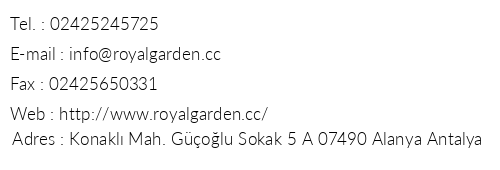 Tel. : 02425245725
E-mail : info@royalgarden.cc
Fax : 02425650331
Web : http://www.royalgarden.cc/
Adres : Konaklı Mah. Güçoğlu Sokak 5 A 07490 Alanya Antalya